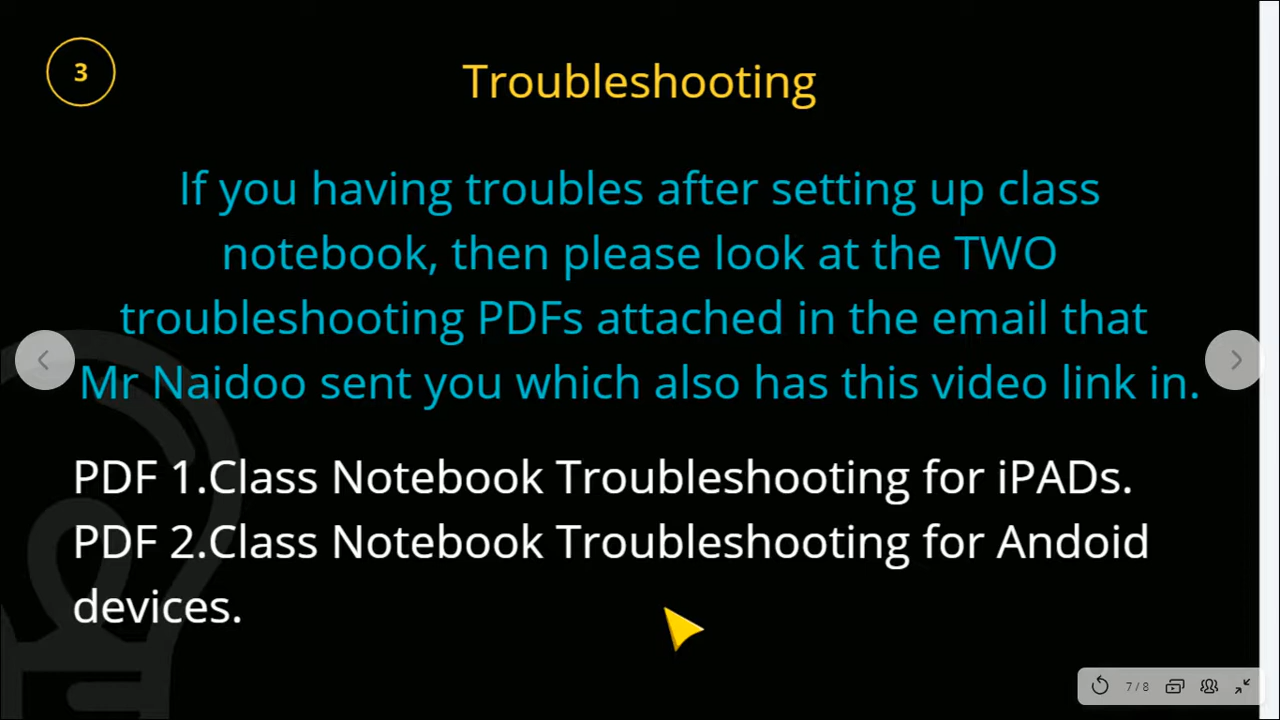 3
Troubleshooting
If you having troubles after setting up class
notebook, then please look at the TWO
troubleshooting PDFs attached in the email that
Mr Naidoo sent you which also has this video link in.
PDF 1.Class Notebook Troubleshooting for iPADs.
PDF 2.Class Notebook Troubleshooting for Andoid
devices.
7 / 8